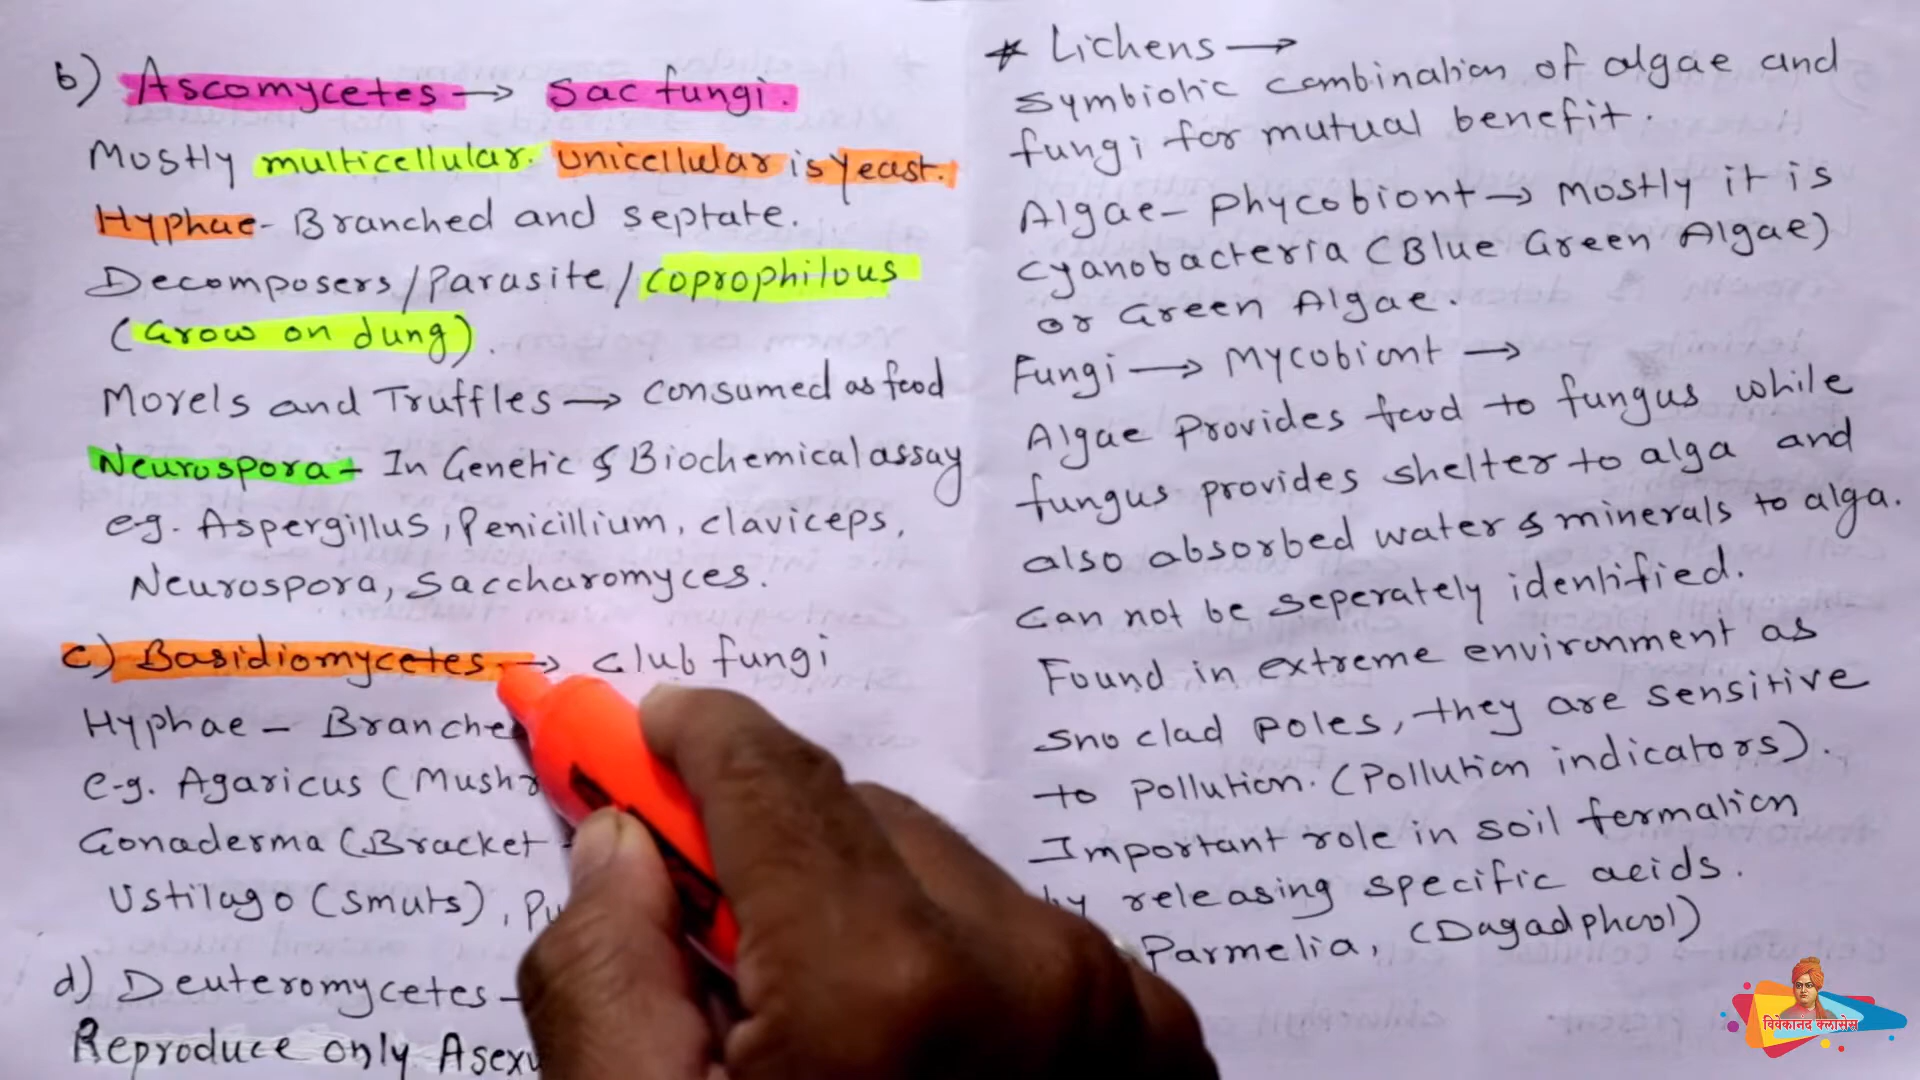 b) Ascomycetes → Sac fungi.
Mostly multicellular. unicellular is yeast.
Hyphae - Branched and septate.
Decomposers/Parasite/coprophilous
(Grow on dung).
Morels and Truffles → consumed as food
Neurospora - In Genetic & Biochemical assay
e.g. Aspergillus, Penicillium, claviceps,
Neurospora, Saccharomyces.
c) Basidiomycetes → club fungi
Hyphae - Branche
e.g. Agaricus (Mushr
Gonaderma (Bracket
Ustilago (smuts), Pu
d) Deuteromycetes -
Reproduce only Asexu
* Lichens →
Symbiotic combination of algae and
fungi for mutual benefit.
Algae - Phycobiont → Mostly it is
cyanobacteria (Blue Green Algae)
or Green Algae.
Fungi → Mycobiont →
Algae provides food to fungus while
fungus provides shelter to alga and
also absorbed water & minerals to alga.
can not be seperately identified.
Found in extreme environment as
sno clad poles, they are sensitive
to pollution. (Pollution indicators).
Important role in soil formation
by releasing specific acids.
Parmelia, (Dagadphool)
विवेकानंद क्लासेस